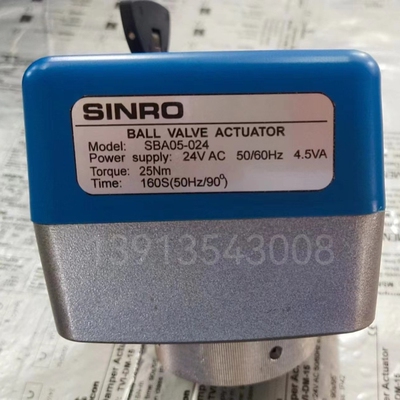 SINRO
BALL VALVE ACTUATOR
Model: SBA05-024
Power supply: 24V AC 50/60Hz 4.5VA
Torque: 25Nm
Time: 160S(50Hz/90°)
13913543008